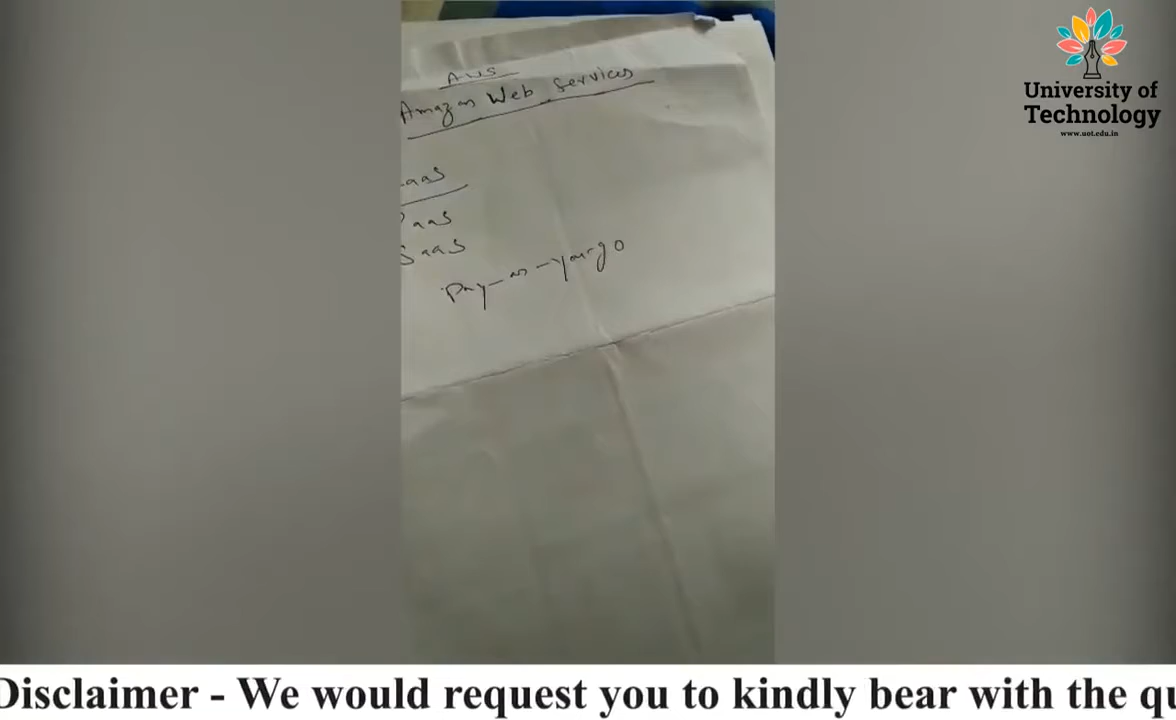 AWS
Amazon Web Services
aaS
PaaS
SaaS
Pay-as-you-go
University of
Technology
www.uot.edu.in
Disclaimer - We would request you to kindly bear with the qu